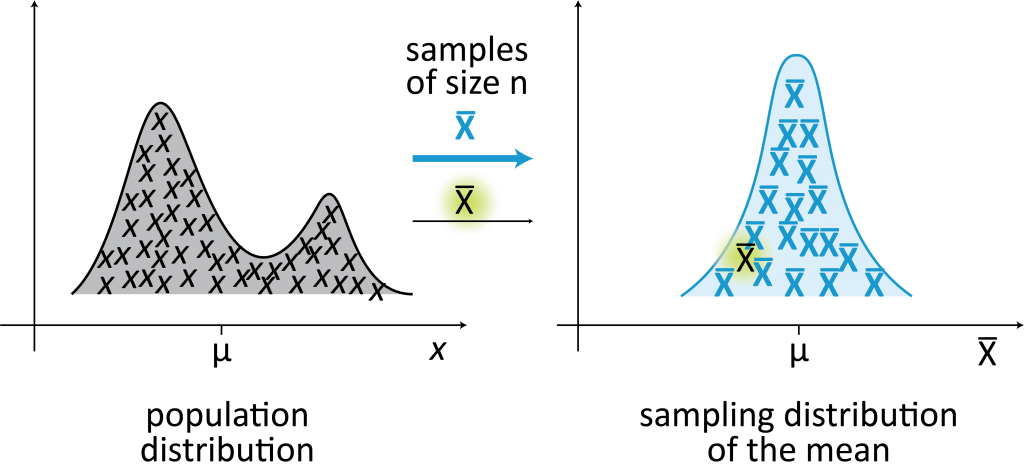 samples
of size n
X̄
X̄
μ
x
population
distribution
μ
X̄
sampling distribution
of the mean
x
x
x x
x x x
x x x x
x x x x x
x x x x x x x x
x x x x x x x x x x x
x x x x x x x x x x x
X̄
X̄ X̄
X̄ X̄
X̄ X̄ X̄
X̄ X̄ X̄ X̄
X̄ X̄ X̄
X̄ X̄ X̄ X̄